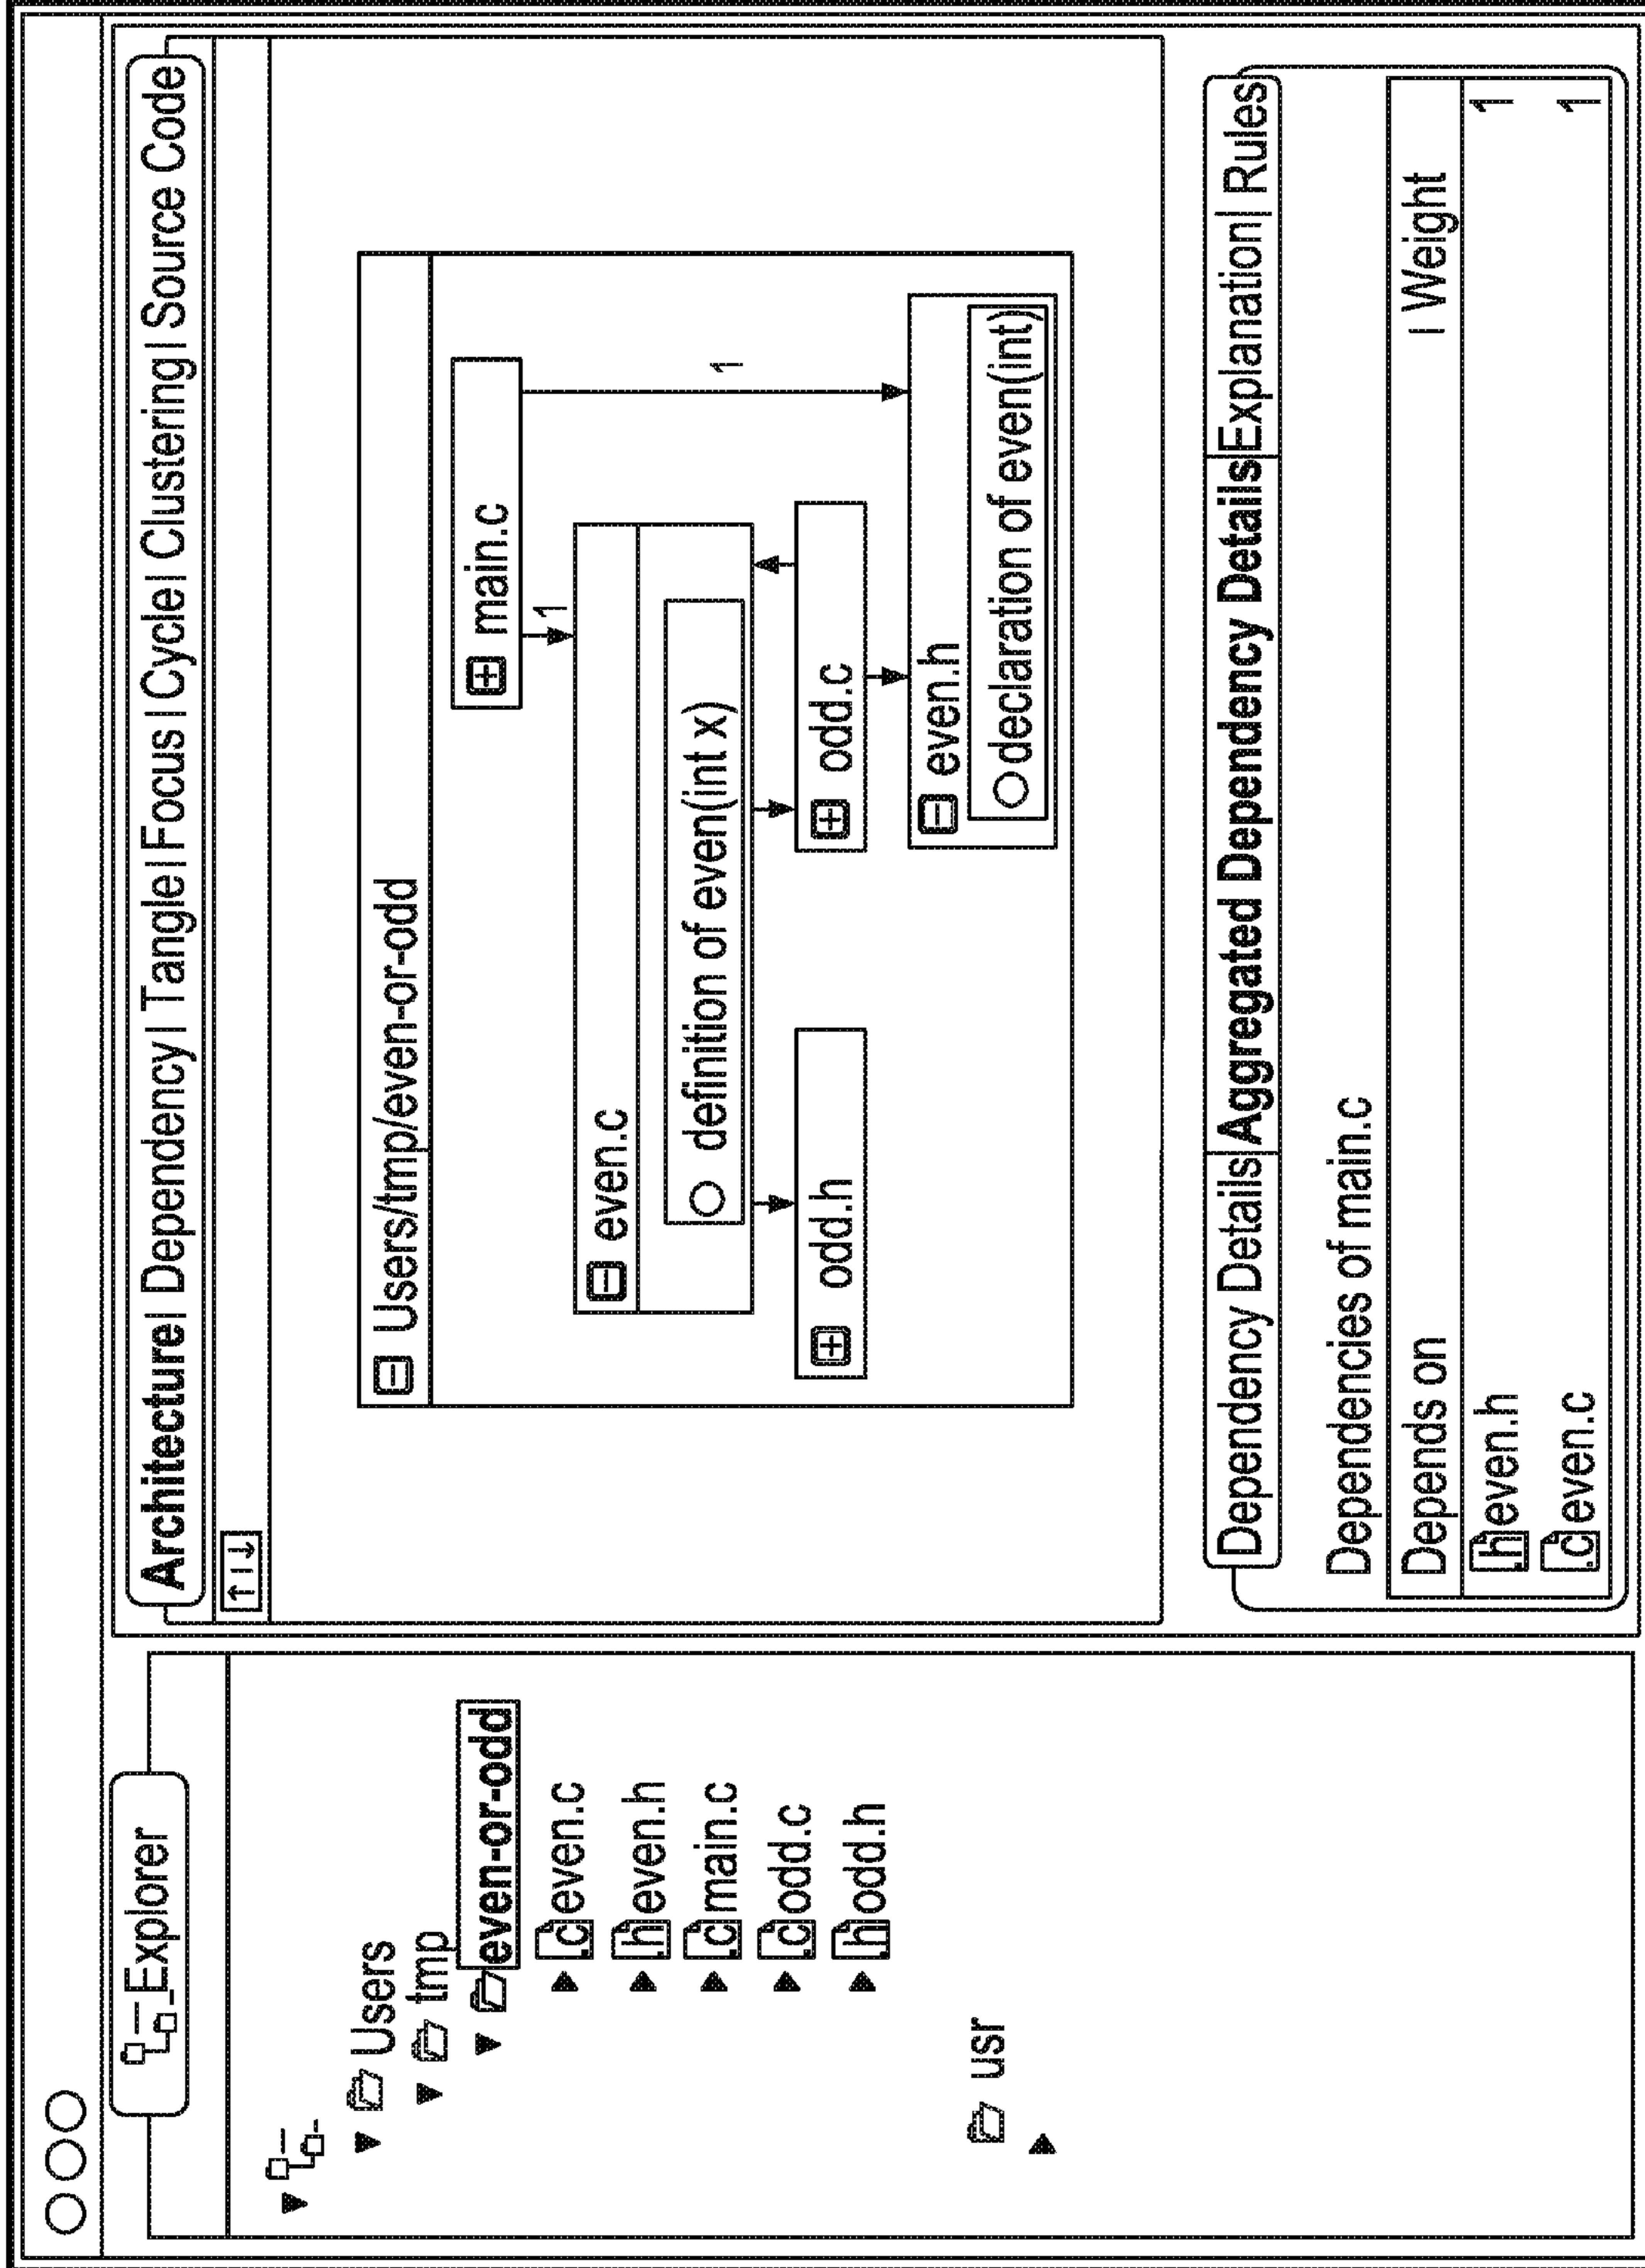 Explorer
Users
tmp
even-or-odd
.c even.c
.h even.h
.c main.c
.c odd.c
.h odd.h
usr
Architecture | Dependency | Tangle | Focus | Cycle | Clustering | Source Code
Users/tmp/even-or-odd
main.c
1
1
even.c
definition of even(int x)
odd.h
odd.c
even.h
declaration of even(int)
Dependency Details Aggregated Dependency Details Explanation | Rules
Dependencies of main.c
Depends on | Weight
.h even.h 1
.c even.c 1